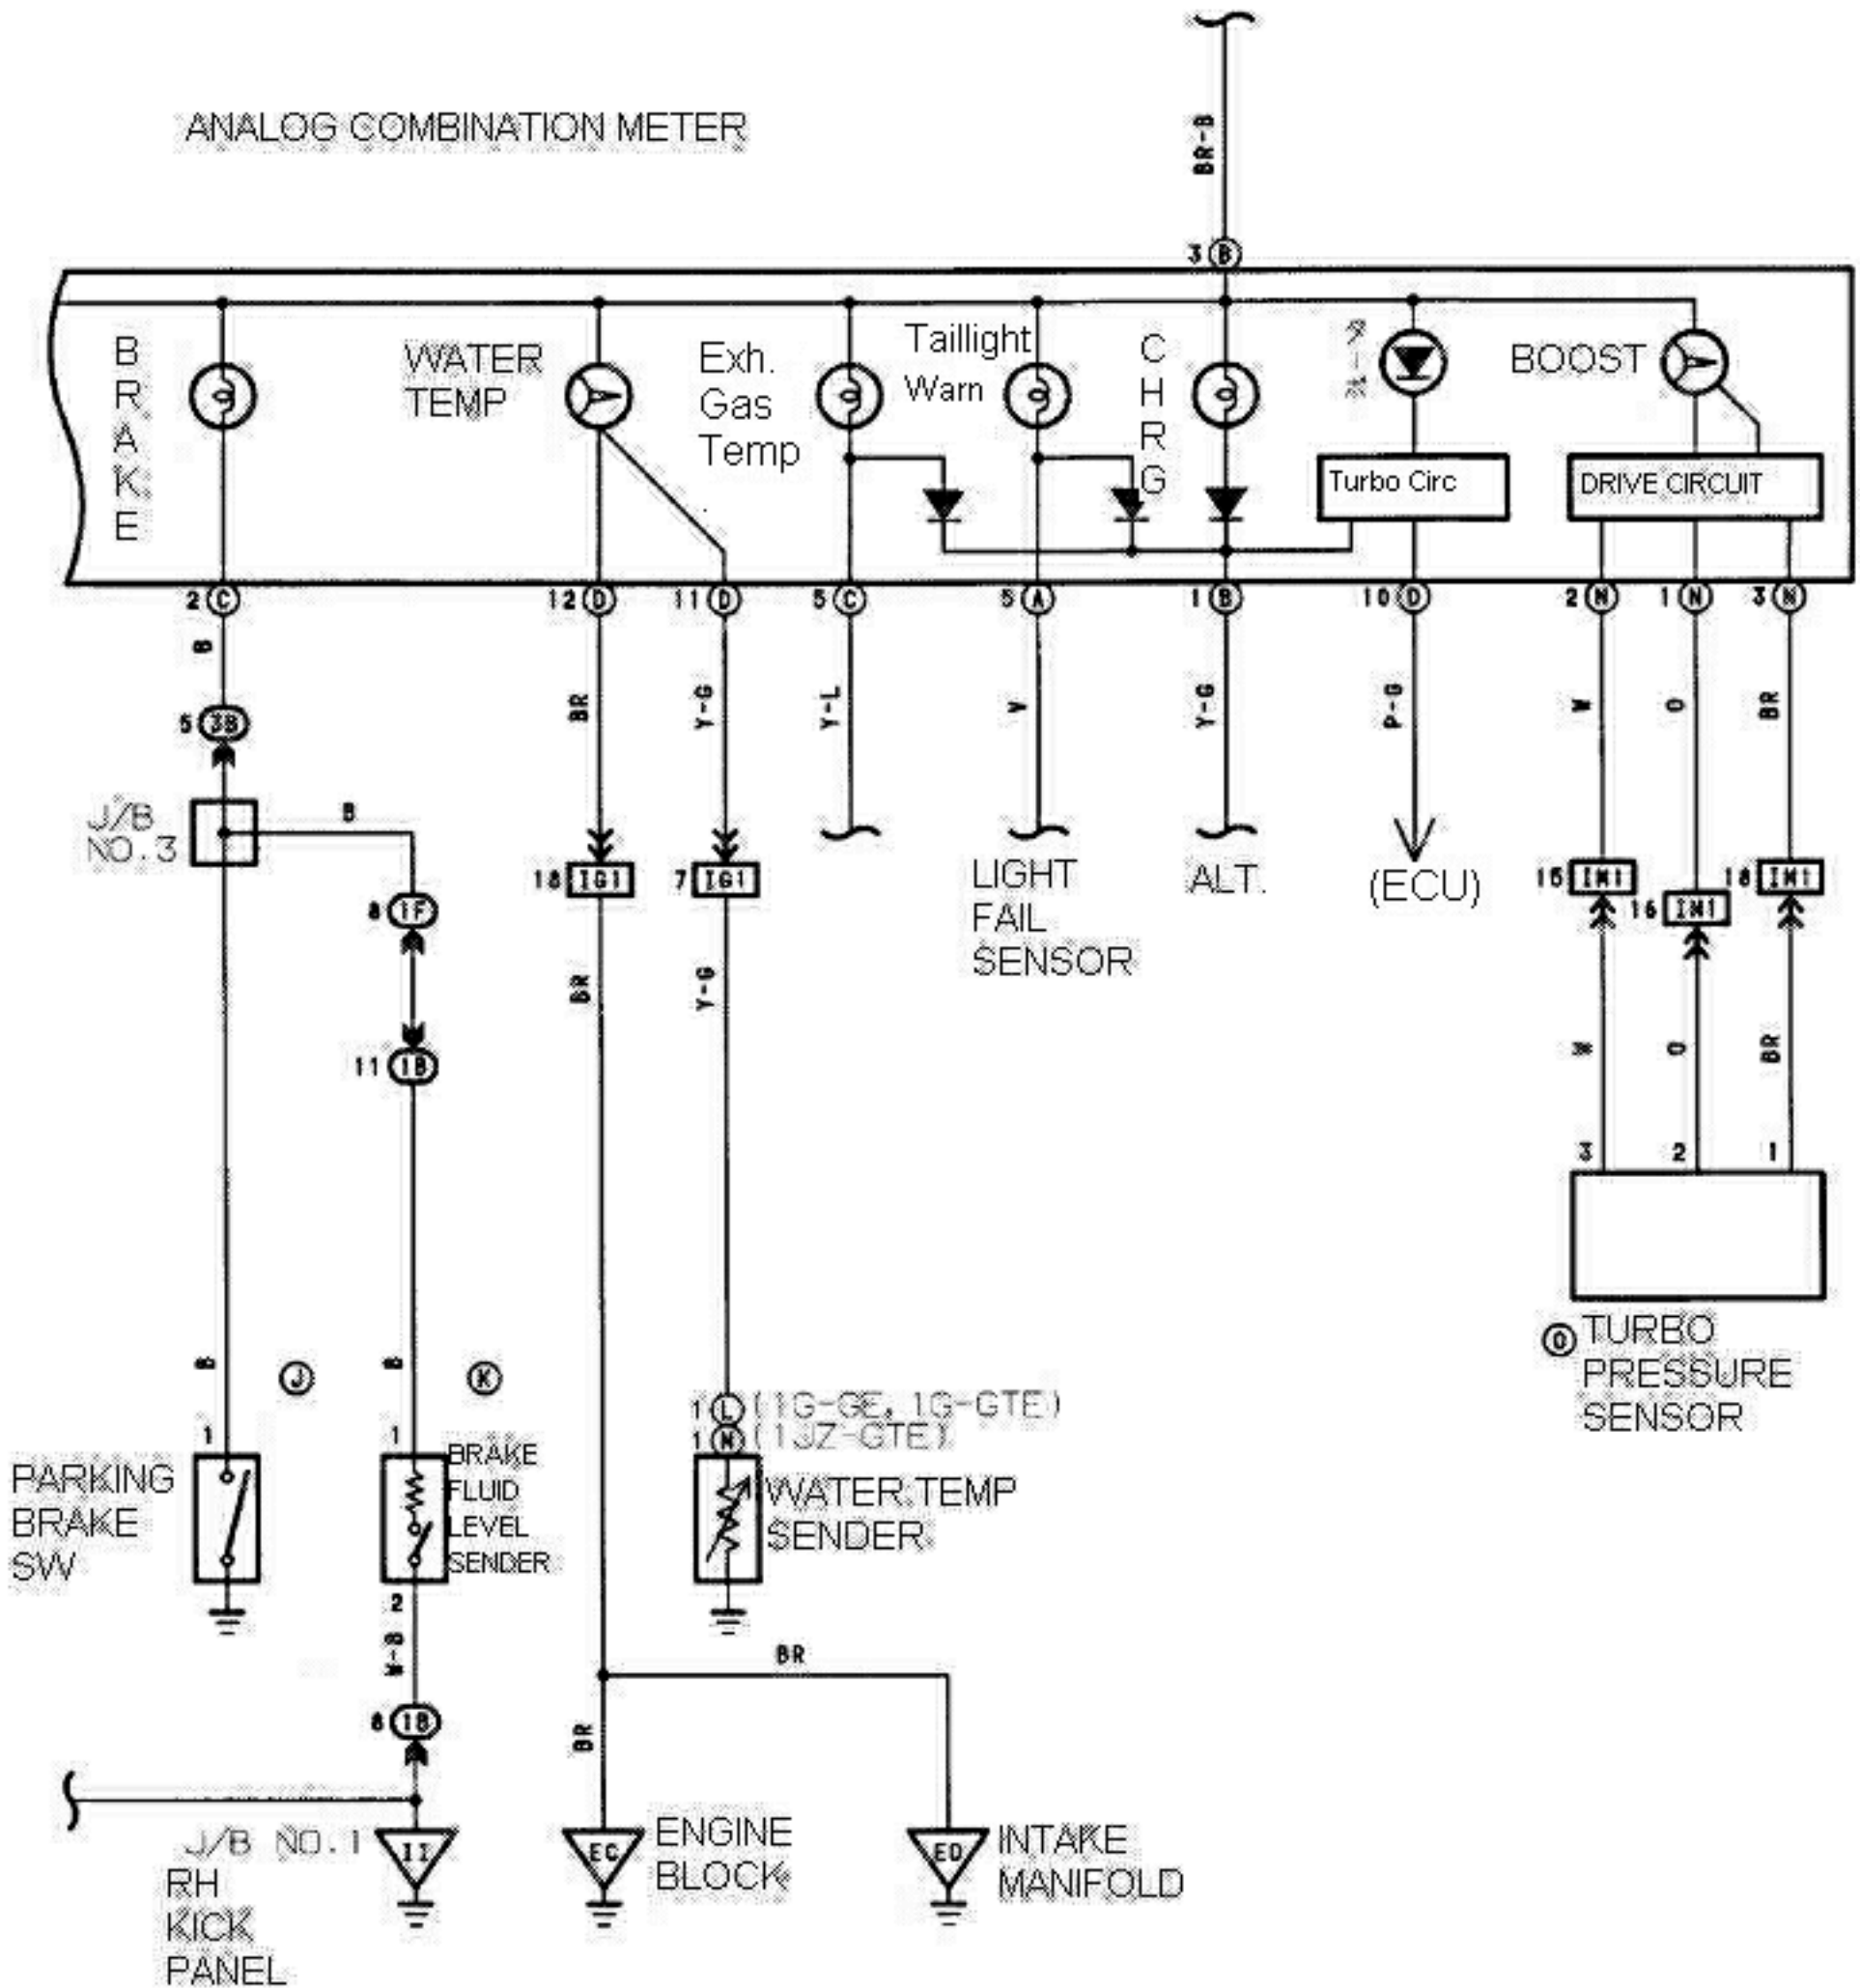 BR-B
ANALOG COMBINATION METER
3 B
BRAKE
WATER
TEMP
Exh.
Gas
Temp
Taillight
Warn
CHRG
BOOST
Turbo Circ
DRIVE CIRCUIT
2 C
12 D
11 D
5 C
5 A
1 B
10 D
2 N
1 N
3 N
B
BR
Y-G
Y-L
V
Y-G
P-G
W
O
BR
5 3B
J/B
NO.3
B
18 IG1
7 IG1
LIGHT
FAIL
SENSOR
ALT.
(ECU)
15 IM1
16 IM1
18 IM1
8 1F
BR
Y-G
11 1B
W
O
BR
3
2
1
TURBO
PRESSURE
SENSOR
B
J
B
K
1 L (1G-GE, 1G-GTE)
1 M (1JZ-GTE)
1
1
PARKING
BRAKE
SW
BRAKE
FLUID
LEVEL
SENDER
WATER TEMP
SENDER
2
W-B
BR
8 1B
BR
J/B NO.1
II
RH
KICK
PANEL
EC
ENGINE
BLOCK
ED
INTAKE
MANIFOLD